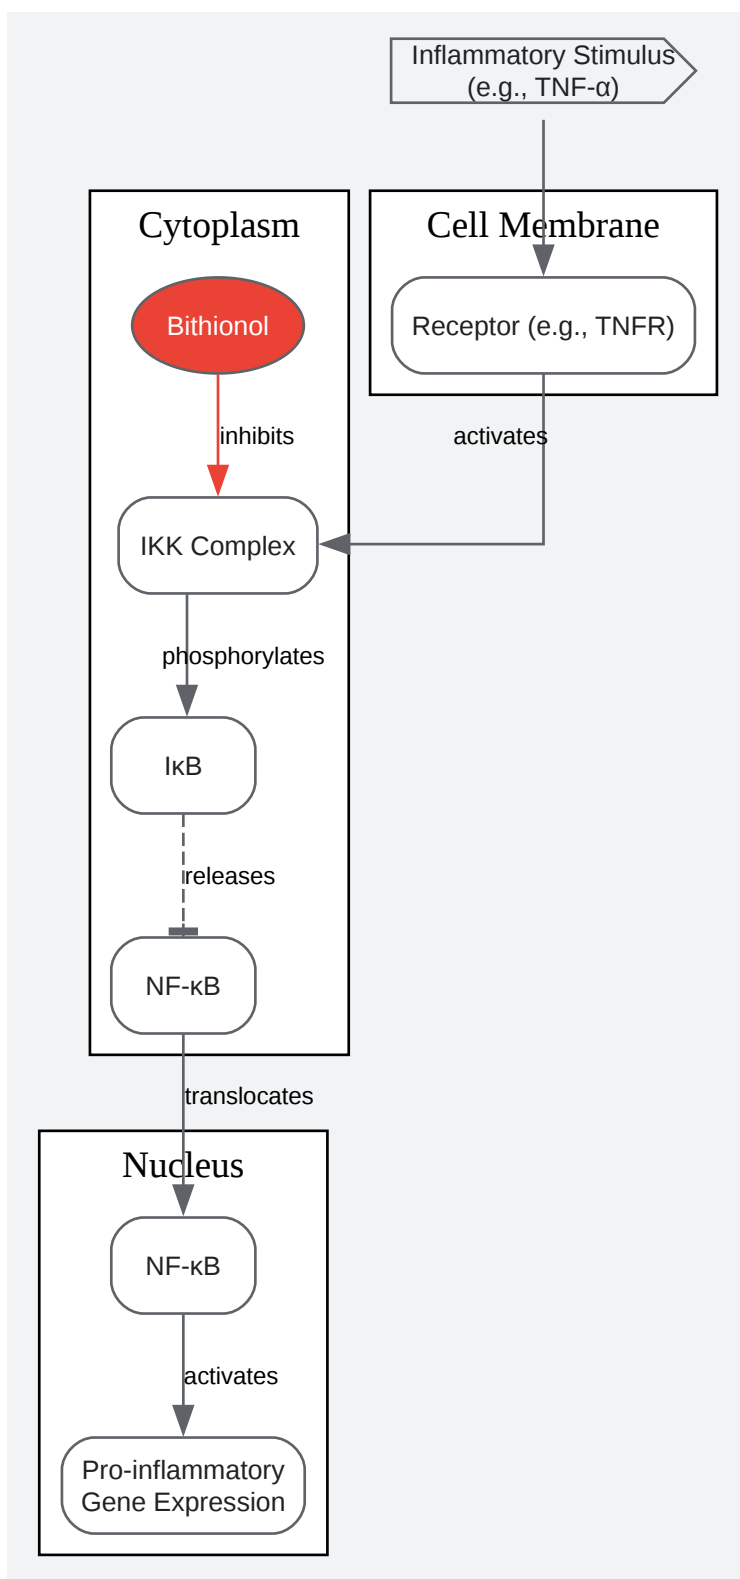 Inflammatory Stimulus
(e.g., TNF-α)
Cytoplasm
Cell Membrane
Bithionol
Receptor (e.g., TNFR)
inhibits
activates
IKK Complex
phosphorylates
IκB
releases
NF-κB
translocates
Nucleus
NF-κB
activates
Pro-inflammatory
Gene Expression